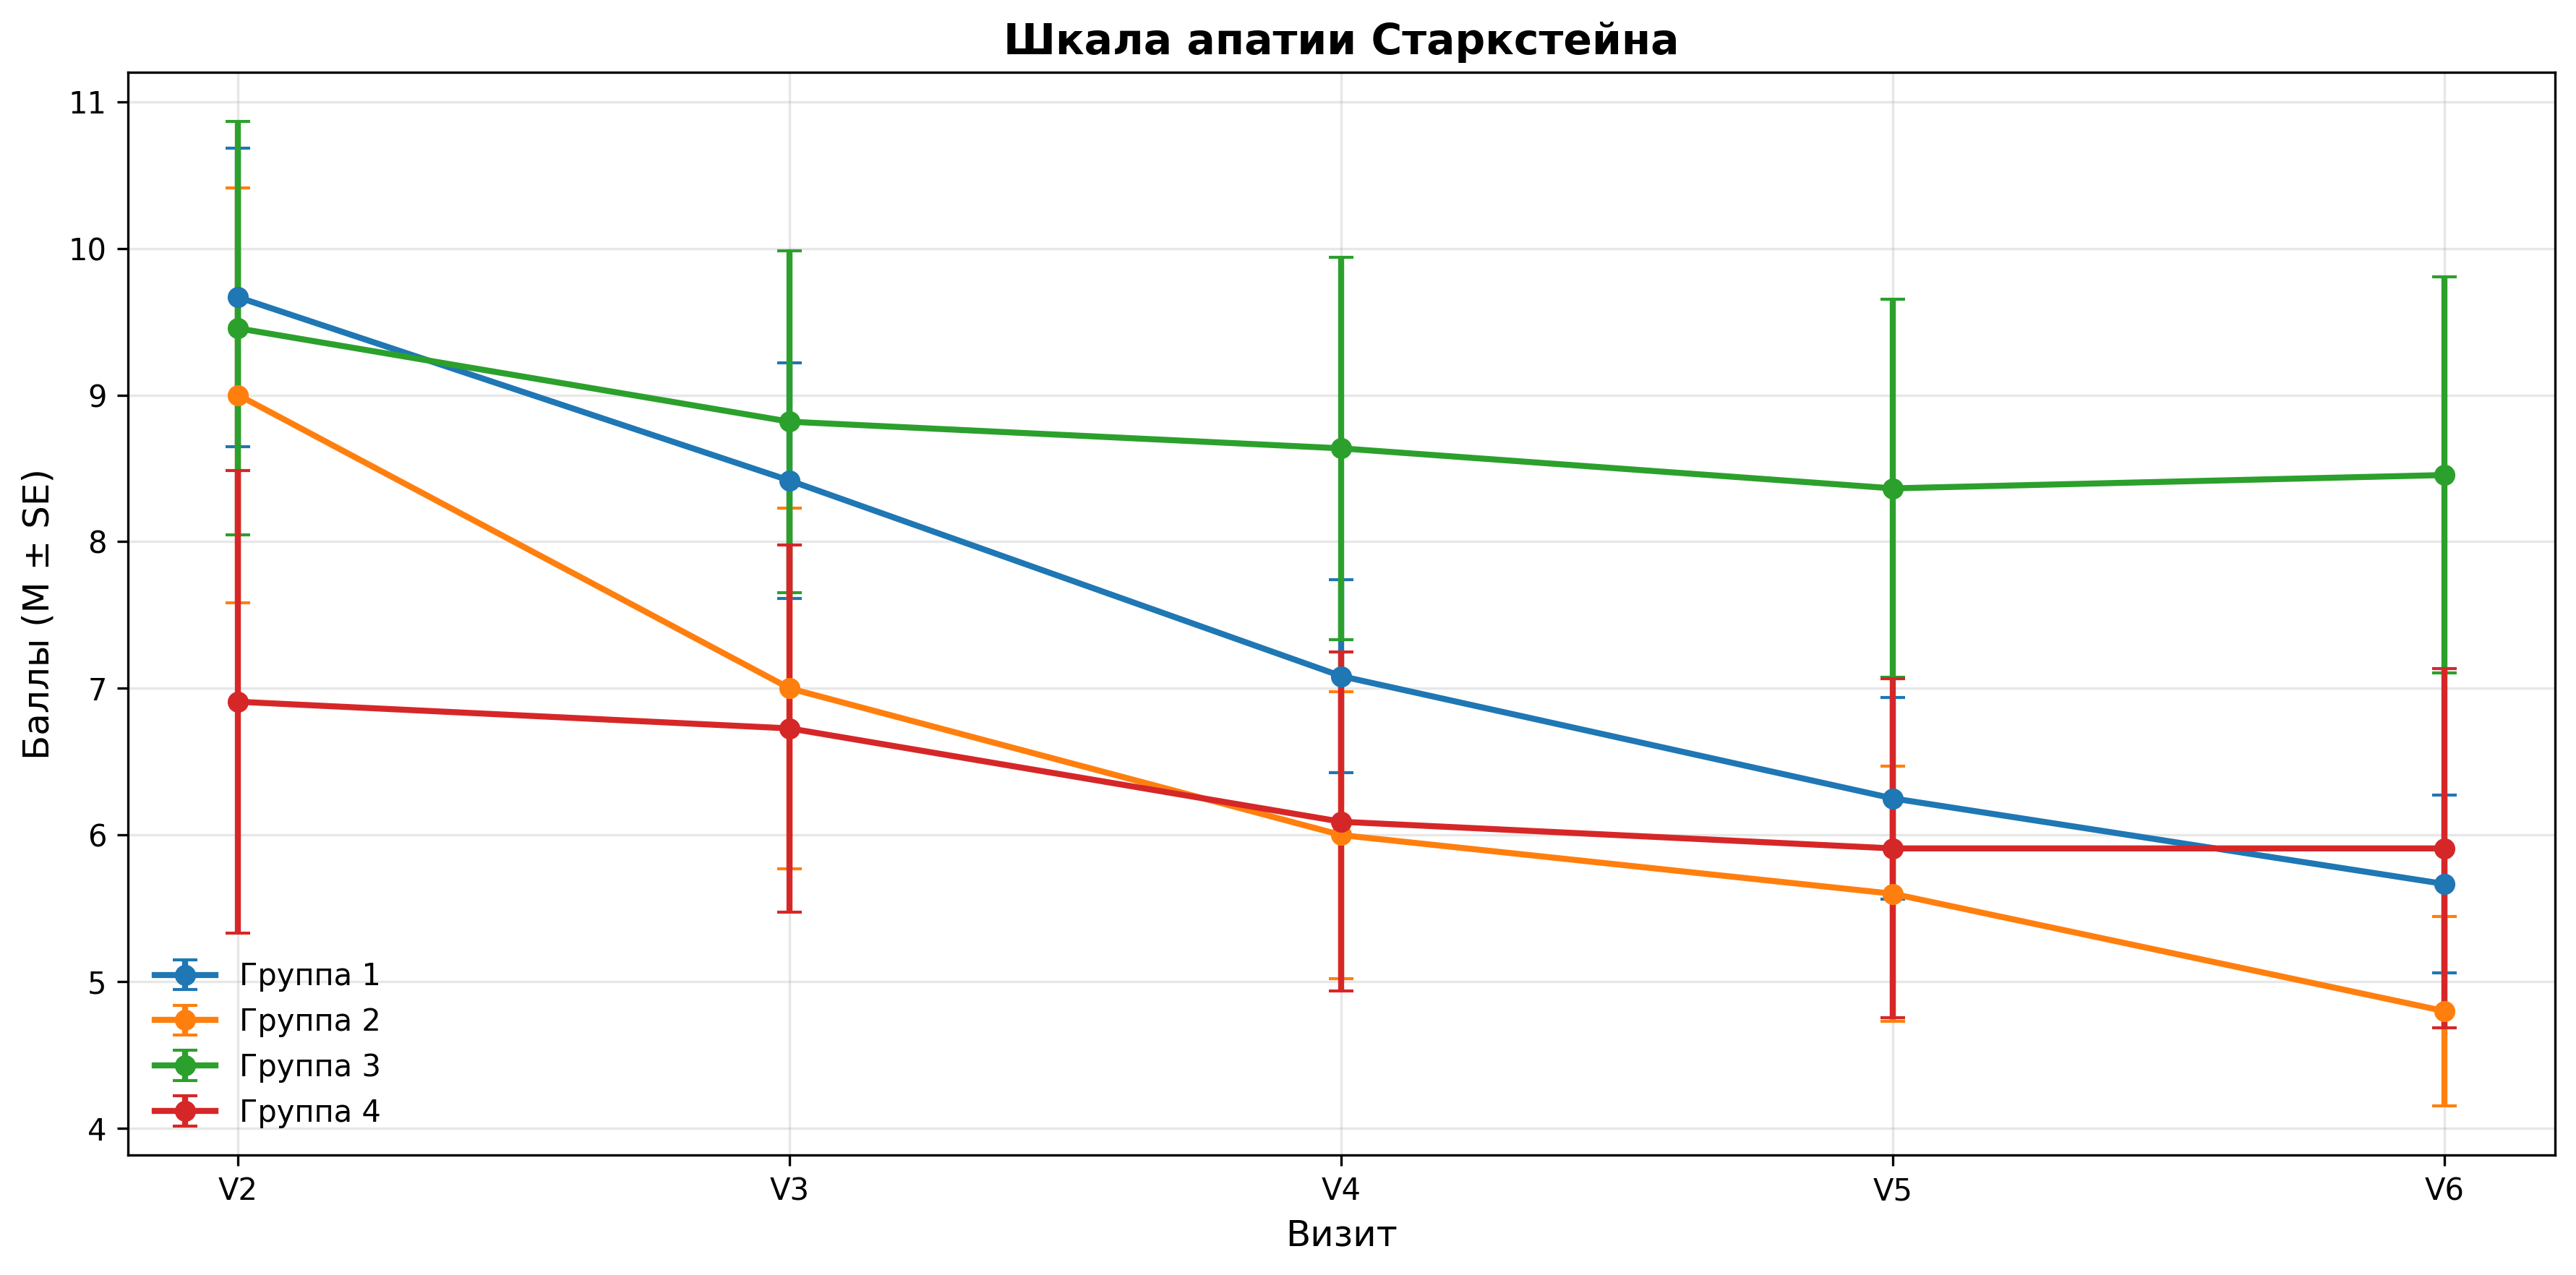 Шкала апатии Старкстейна
Баллы (M ± SE)
11
10
9
8
7
6
5
4
Группа 1
Группа 2
Группа 3
Группа 4
V2 V3 V4 V5 V6
Визит